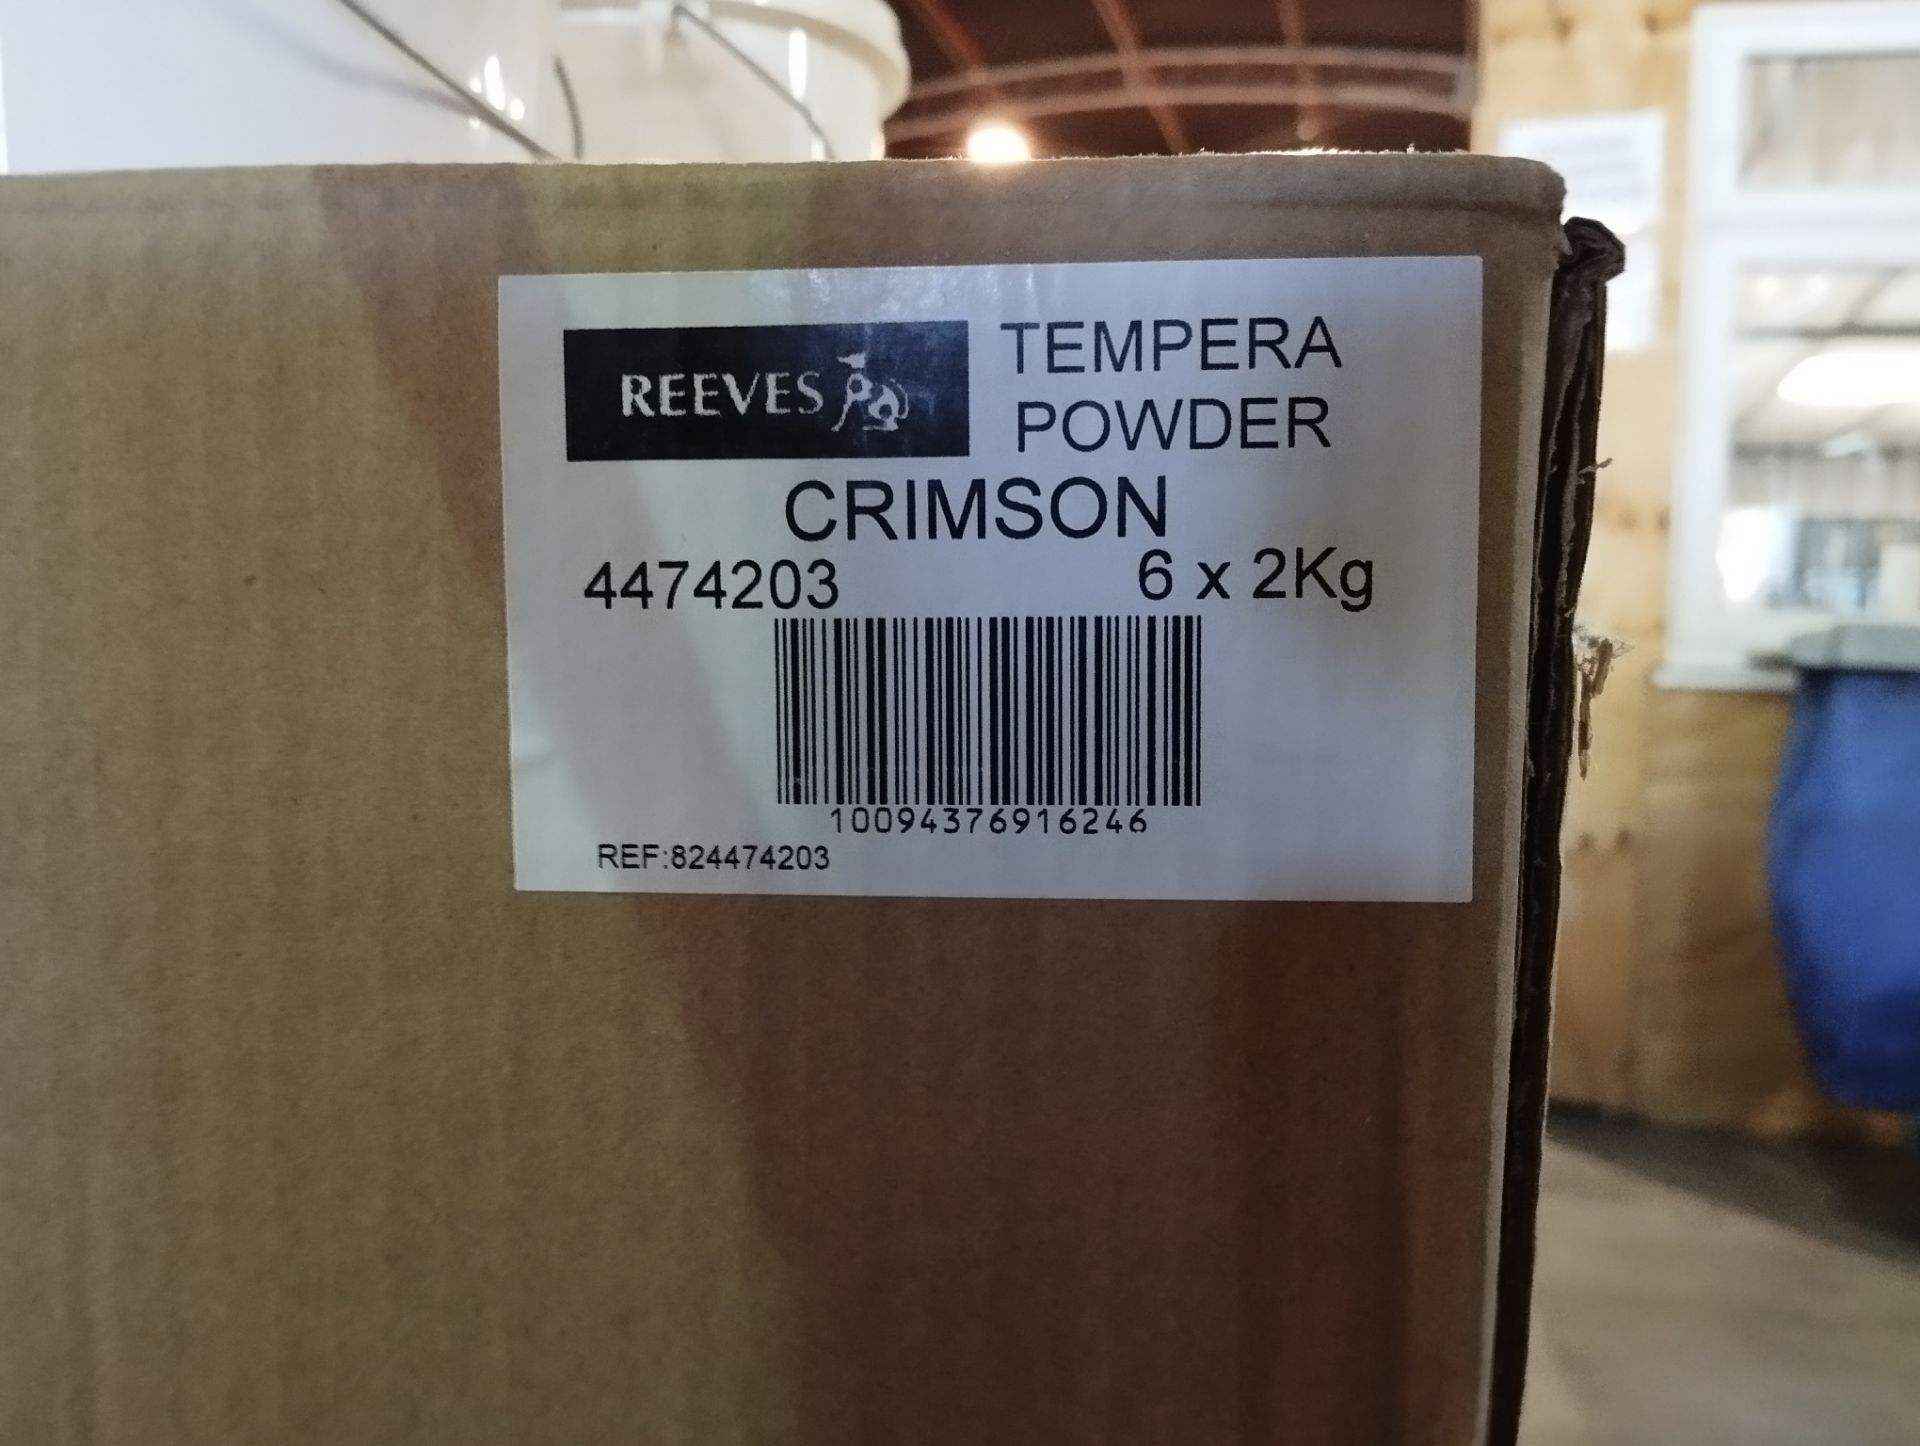 REEVES
TEMPERA
POWDER
CRIMSON
4474203 6 x 2Kg
10094376916246
REF:824474203